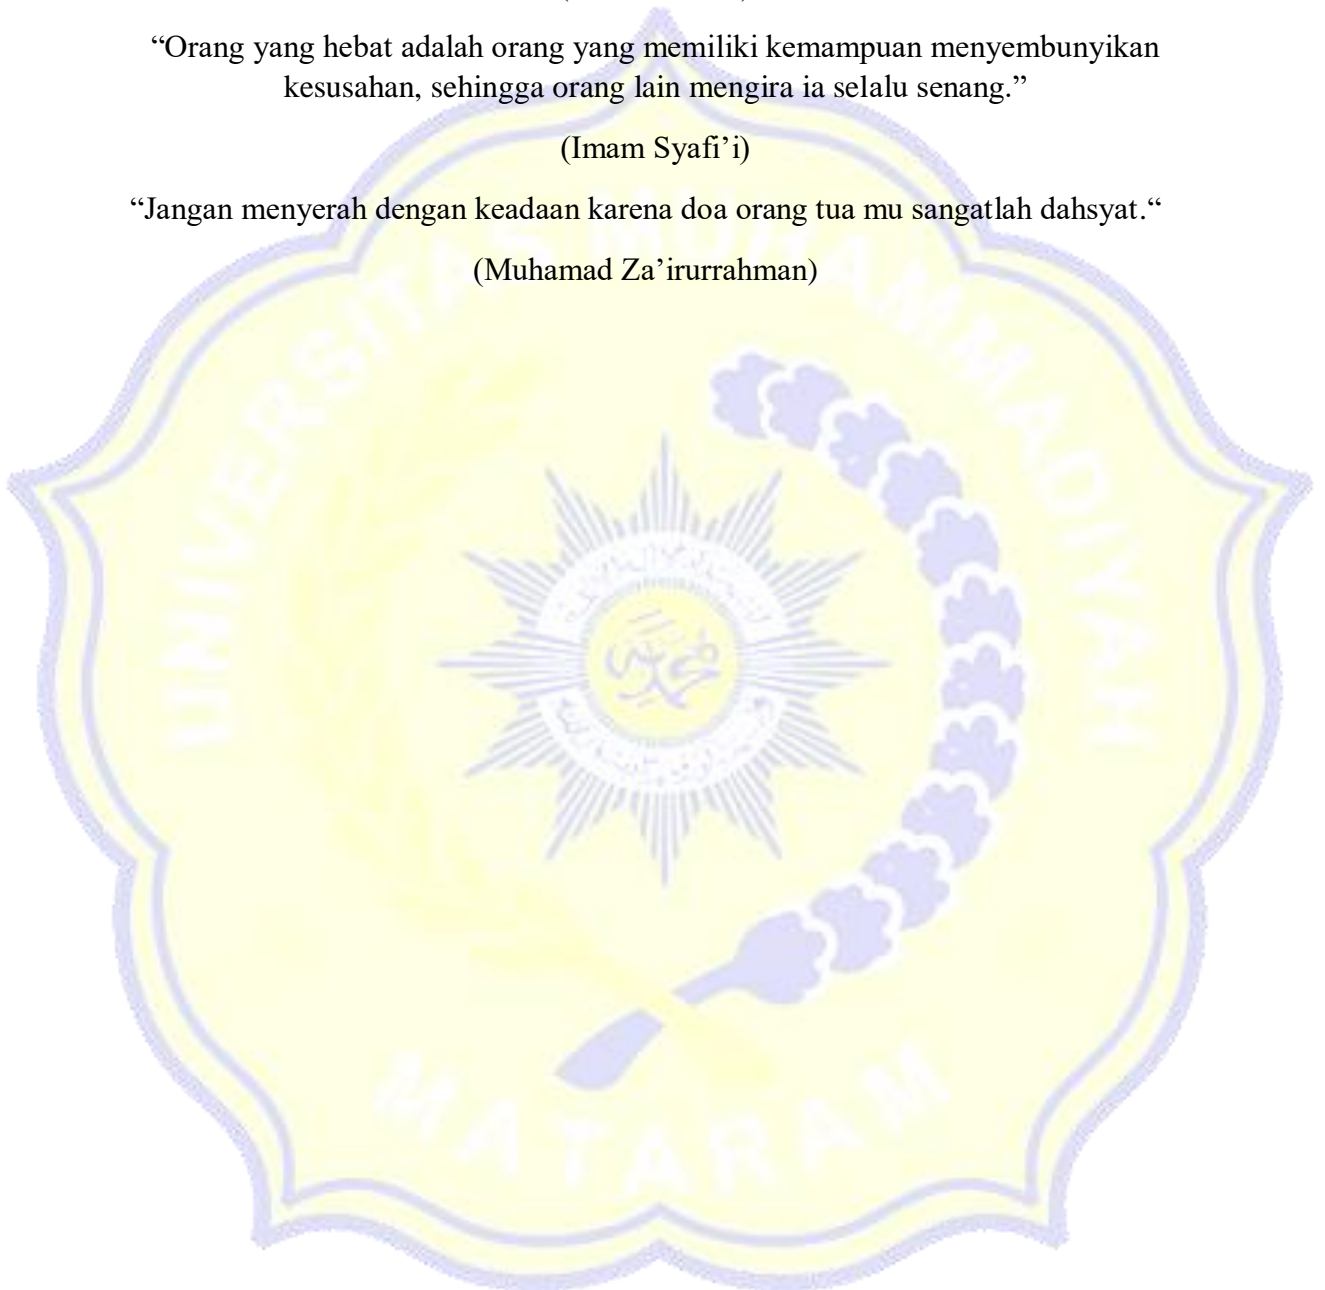 “Orang yang hebat adalah orang yang memiliki kemampuan menyembunyikan
kesusahan, sehingga orang lain mengira ia selalu senang.”
(Imam Syafi’i)
“Jangan menyerah dengan keadaan karena doa orang tua mu sangatlah dahsyat.“
(Muhamad Za’irurrahman)
UNIVERSITAS MUHAMMADIYAH
MATARAM